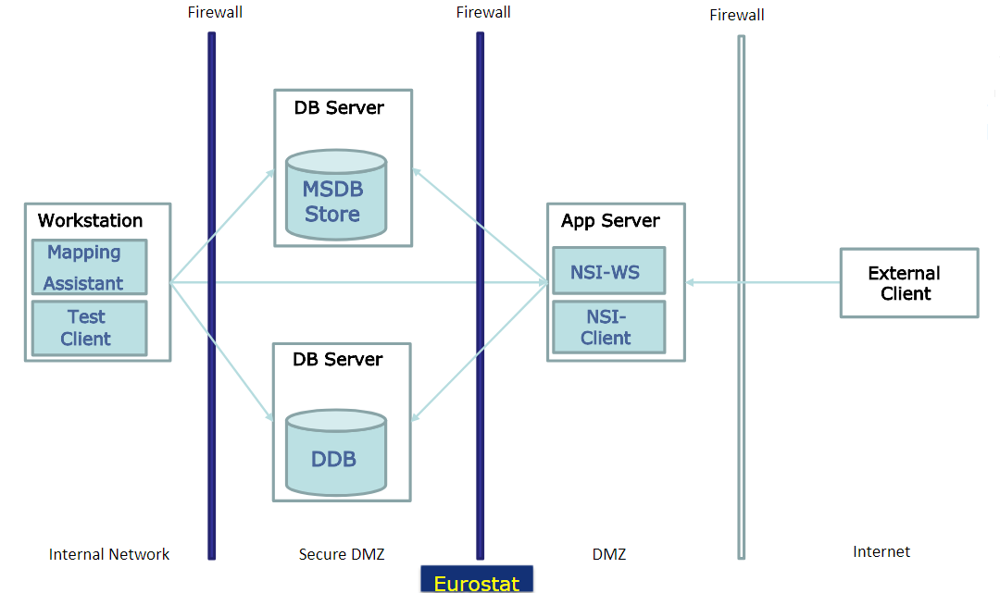 Firewall
Firewall
Firewall
DB Server
MSDB
Store
Workstation
Mapping
Assistant
Test
Client
App Server
NSI-WS
NSI-
Client
External
Client
DB Server
DDB
Internal Network
Secure DMZ
DMZ
Internet
Eurostat